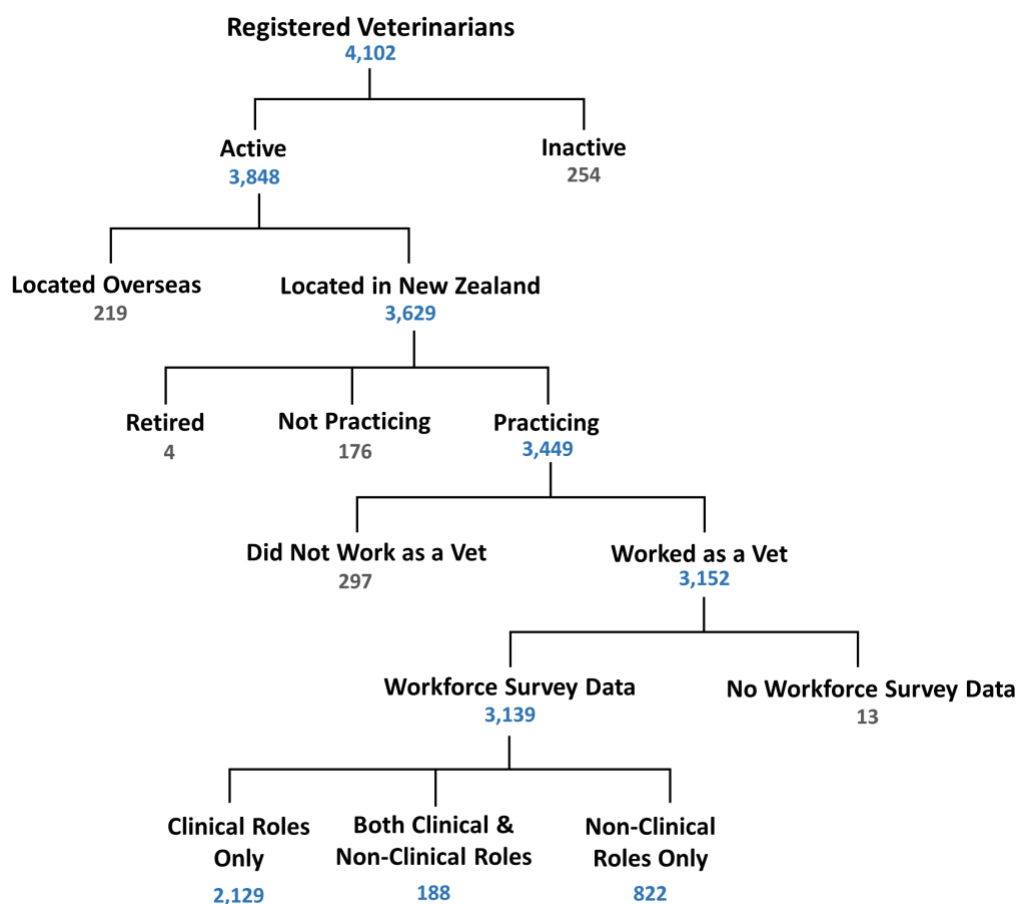 Registered Veterinarians
4,102
Active
Inactive
3,848
254
Located Overseas
Located in New Zealand
219
3,629
Retired
Not Practicing
Practicing
4
176
3,449
Did Not Work as a Vet
Worked as a Vet
297
3,152
Workforce Survey Data
No Workforce Survey Data
3,139
13
Clinical Roles
Only
Both Clinical &
Non-Clinical Roles
Non-Clinical
Roles Only
2,129
188
822